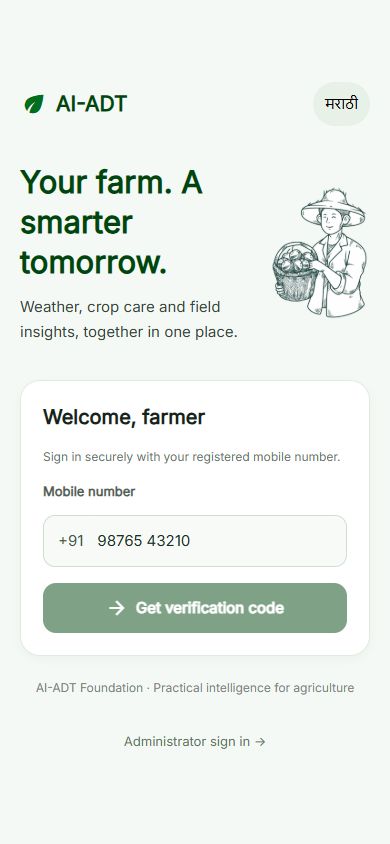 AI-ADT
मराठी
Your farm. A
smarter
tomorrow.
Weather, crop care and field
insights, together in one place.
Welcome, farmer
Sign in securely with your registered mobile number.
Mobile number
+91 98765 43210
→ Get verification code
AI-ADT Foundation · Practical intelligence for agriculture
Administrator sign in →